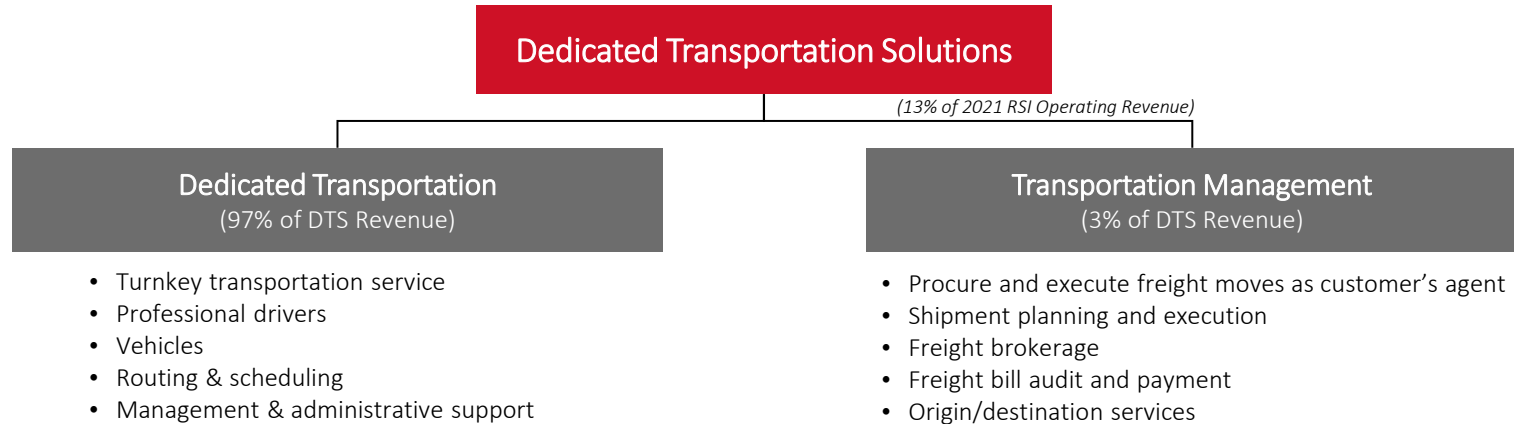 Dedicated Transportation Solutions
(13% of 2021 RSI Operating Revenue)
Dedicated Transportation
(97% of DTS Revenue)
• Turnkey transportation service
• Professional drivers
• Vehicles
• Routing & scheduling
• Management & administrative support
Transportation Management
(3% of DTS Revenue)
• Procure and execute freight moves as customer’s agent
• Shipment planning and execution
• Freight brokerage
• Freight bill audit and payment
• Origin/destination services